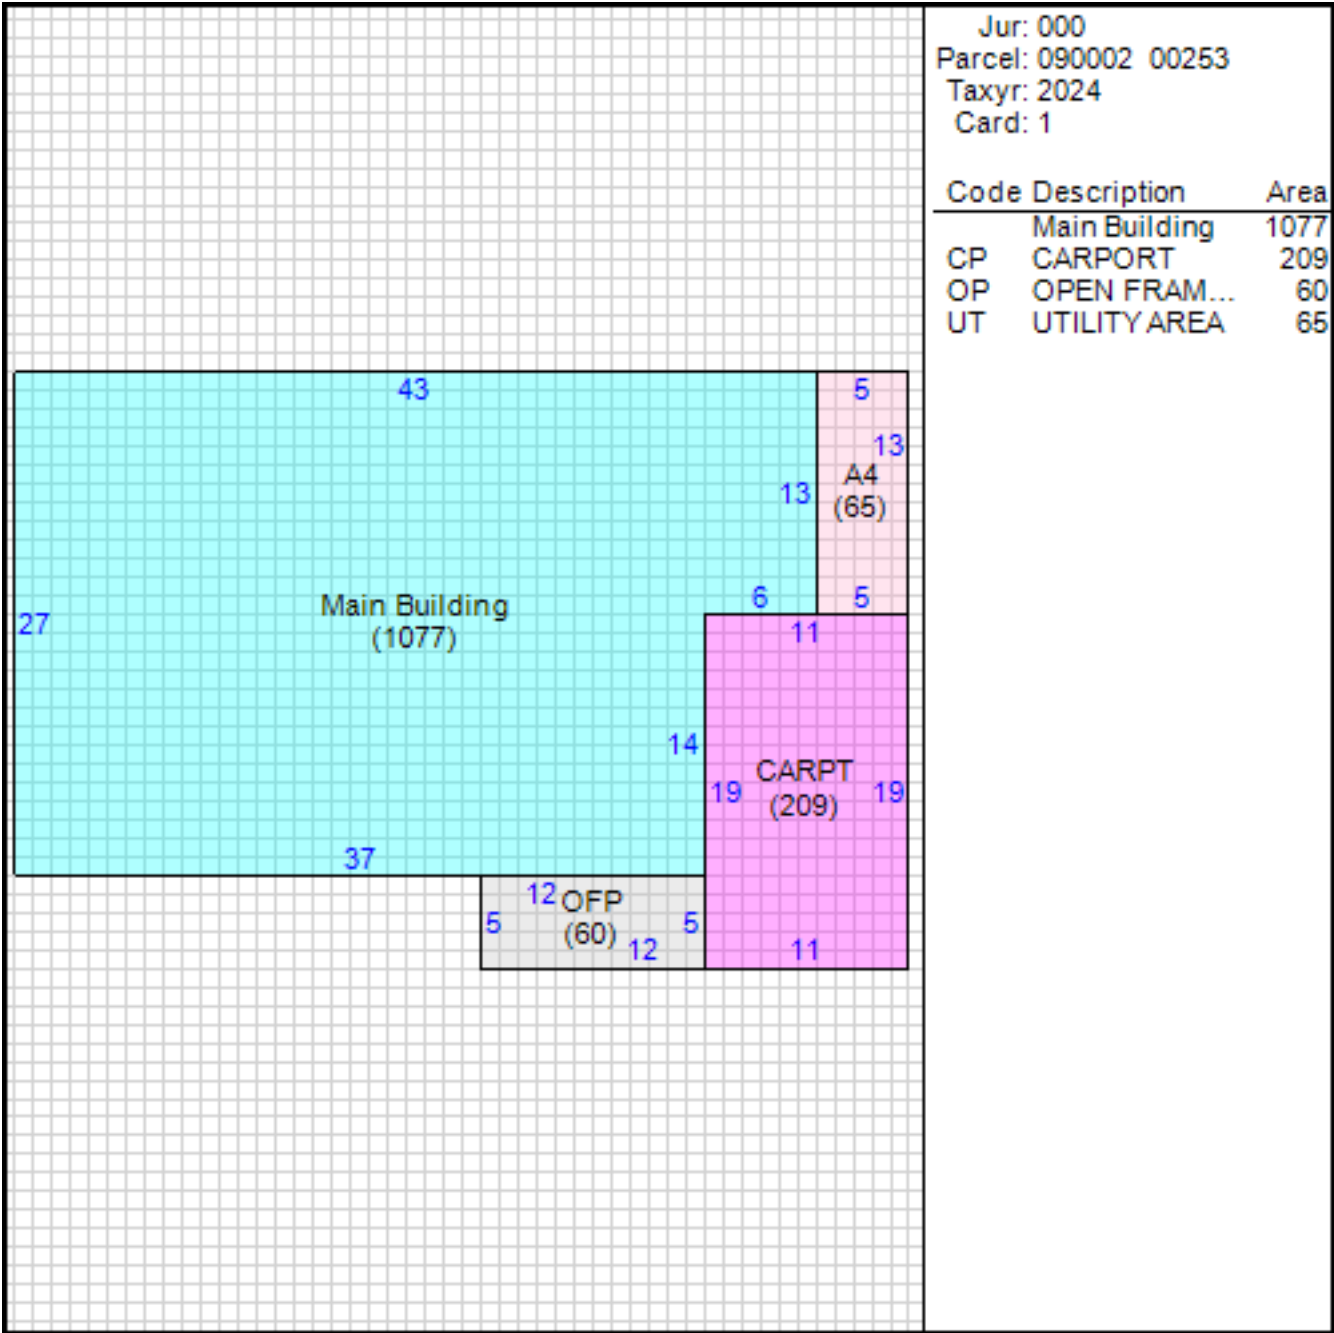 Jur: 000
Parcel: 090002 00253
Taxyr: 2024
Card: 1
Code Description Area
Main Building 1077
CP CARPORT 209
OP OPEN FRAM... 60
UT UTILITY AREA 65
43
5
13
A4
(65)
13
6
5
Main Building
(1077)
27
11
14
CARPT
(209)
19
19
37
12
OFP
(60)
5
5
12
11